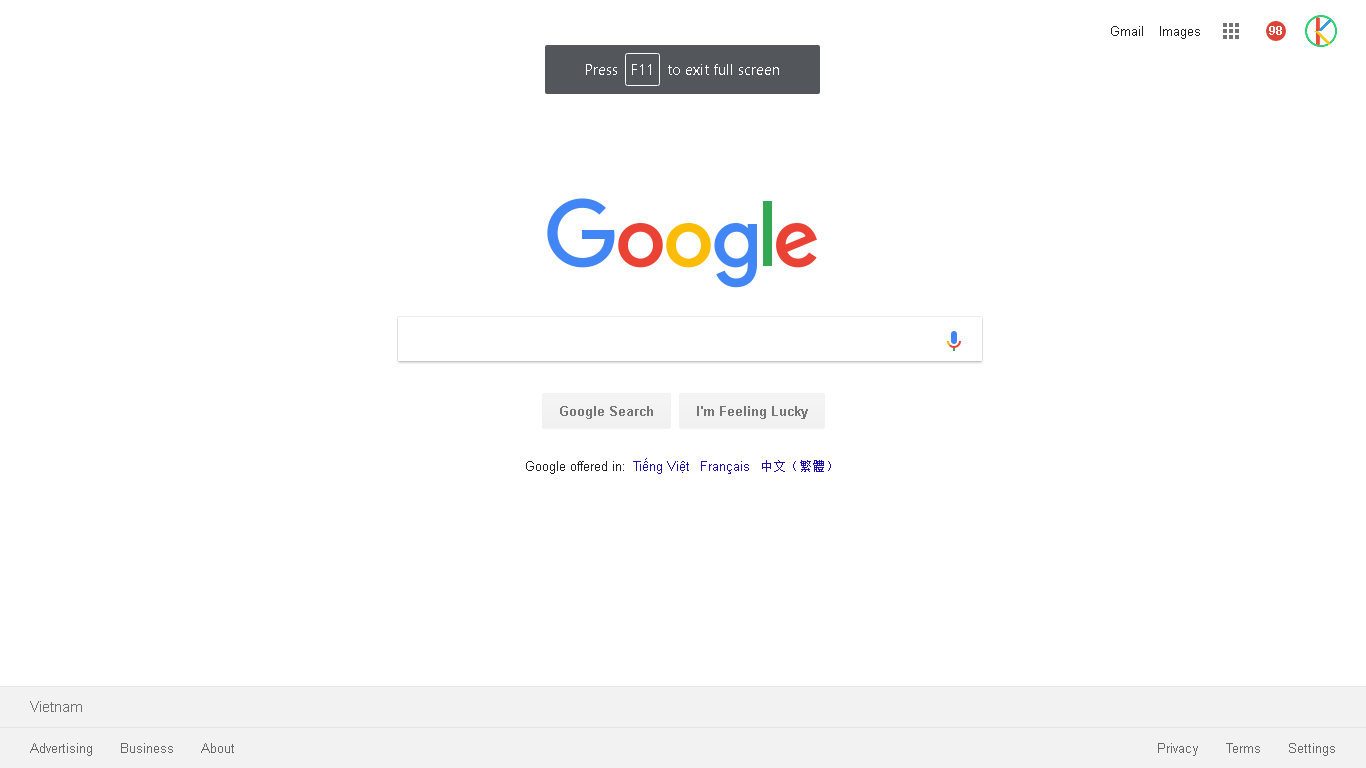 Gmail Images 98
Press F11 to exit full screen
Google
Google Search I'm Feeling Lucky
Google offered in: Tiếng Việt Français 中文（繁體）
Vietnam
Advertising Business About Privacy Terms Settings